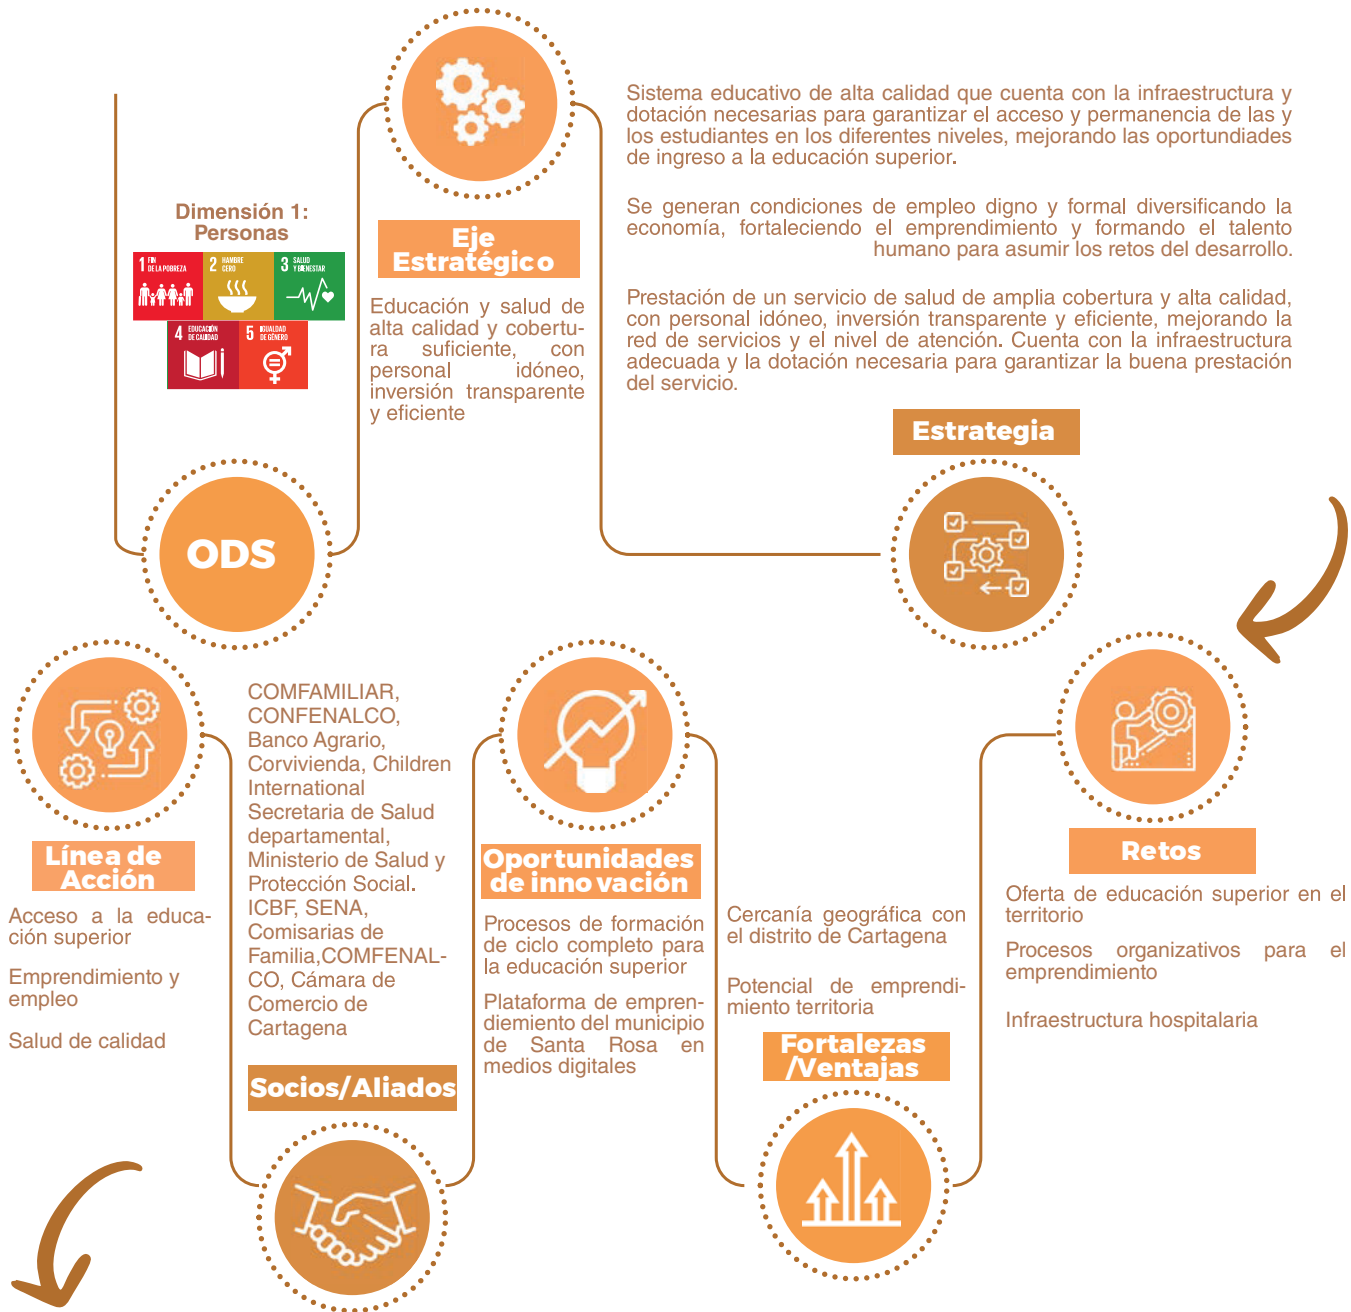 Dimensión 1:
Personas
1 FIN
DE LA POBREZA
2 HAMBRE
CERO
3 SALUD
Y BIENESTAR
4 EDUCACIÓN
DE CALIDAD
5 IGUALDAD
DE GÉNERO
ODS
Eje
Estratégico
Educación y salud de
alta calidad y cobertu-
ra suficiente, con
personal idóneo,
inversión transparente
y eficiente
Sistema educativo de alta calidad que cuenta con la infraestructura y
dotación necesarias para garantizar el acceso y permanencia de las y
los estudiantes en los diferentes niveles, mejorando las oportundiades
de ingreso a la educación superior.
Se generan condiciones de empleo digno y formal diversificando la
economía, fortaleciendo el emprendimiento y formando el talento
humano para asumir los retos del desarrollo.
Prestación de un servicio de salud de amplia cobertura y alta calidad,
con personal idóneo, inversión transparente y eficiente, mejorando la
red de servicios y el nivel de atención. Cuenta con la infraestructura
adecuada y la dotación necesaria para garantizar la buena prestación
del servicio.
Estrategia
Retos
Oferta de educación superior en el
territorio
Procesos organizativos para el
emprendimiento
Infraestructura hospitalaria
Cercanía geográfica con
el distrito de Cartagena
Potencial de emprendi-
miento territoria
Fortalezas
/Ventajas
Oportunidades
de innovación
Procesos de formación
de ciclo completo para
la educación superior
Plataforma de empren-
diemiento del municipio
de Santa Rosa en
medios digitales
COMFAMILIAR,
CONFENALCO,
Banco Agrario,
Corvivienda, Children
International
Secretaria de Salud
departamental,
Ministerio de Salud y
Protección Social.
ICBF, SENA,
Comisarias de
Familia,COMFENAL-
CO, Cámara de
Comercio de
Cartagena
Socios/Aliados
Línea de
Acción
Acceso a la educa-
ción superior
Emprendimiento y
empleo
Salud de calidad